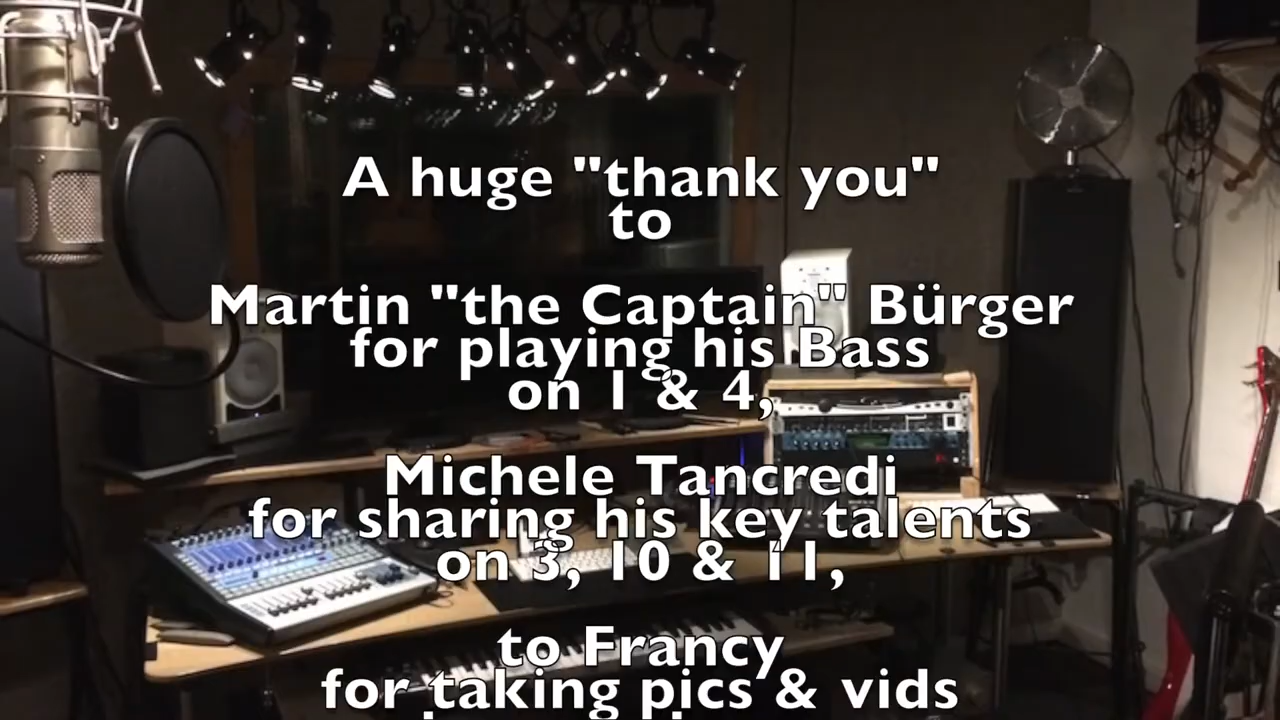 A huge "thank you"
to
Martin "the Captain" Bürger
for playing his Bass
on 1 & 4,
Michele Tancredi
for sharing his key talents
on 3, 10 & 11,
to Francy
for taking pics & vids